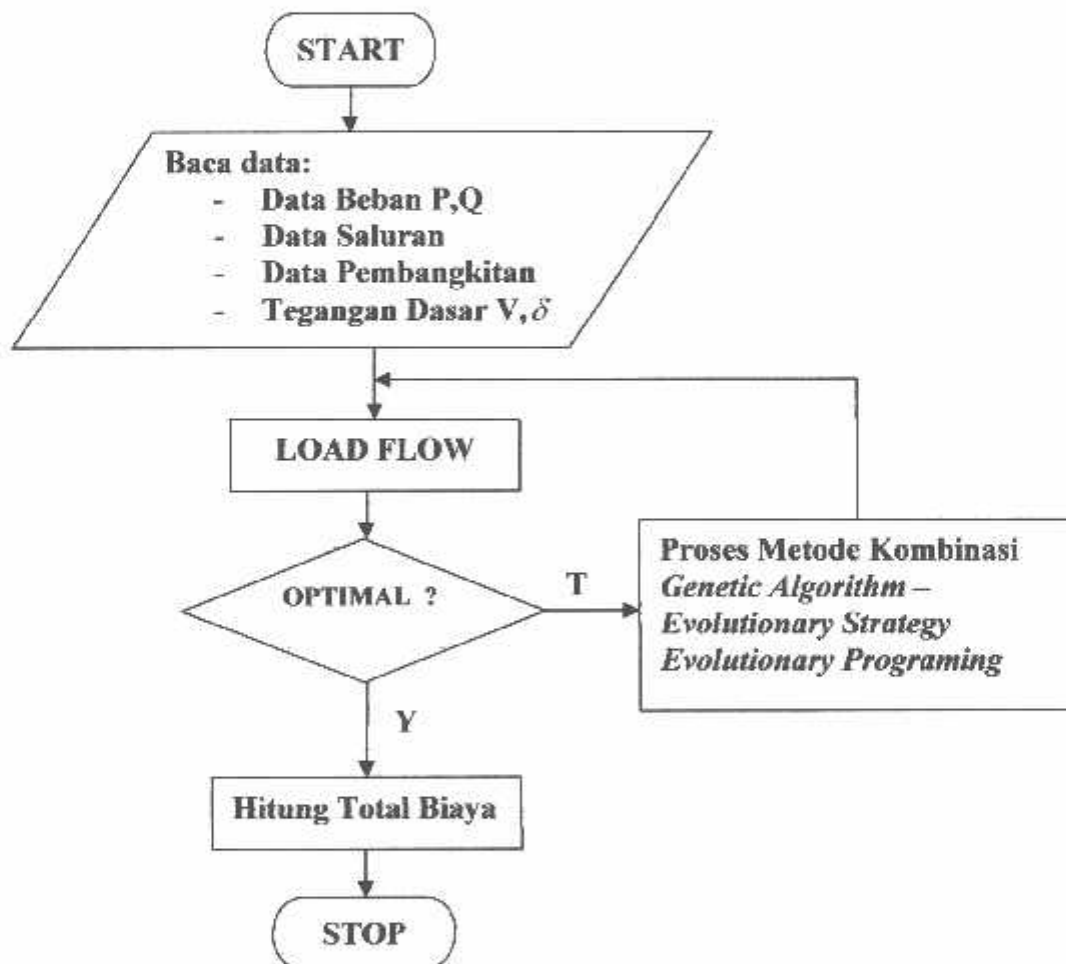 START
Baca data:
- Data Beban P,Q
- Data Saluran
- Data Pembangkitan
- Tegangan Dasar V, δ
LOAD FLOW
OPTIMAL ?
T
Proses Metode Kombinasi
Genetic Algorithm –
Evolutionary Strategy
Evolutionary Programing
Y
Hitung Total Biaya
STOP